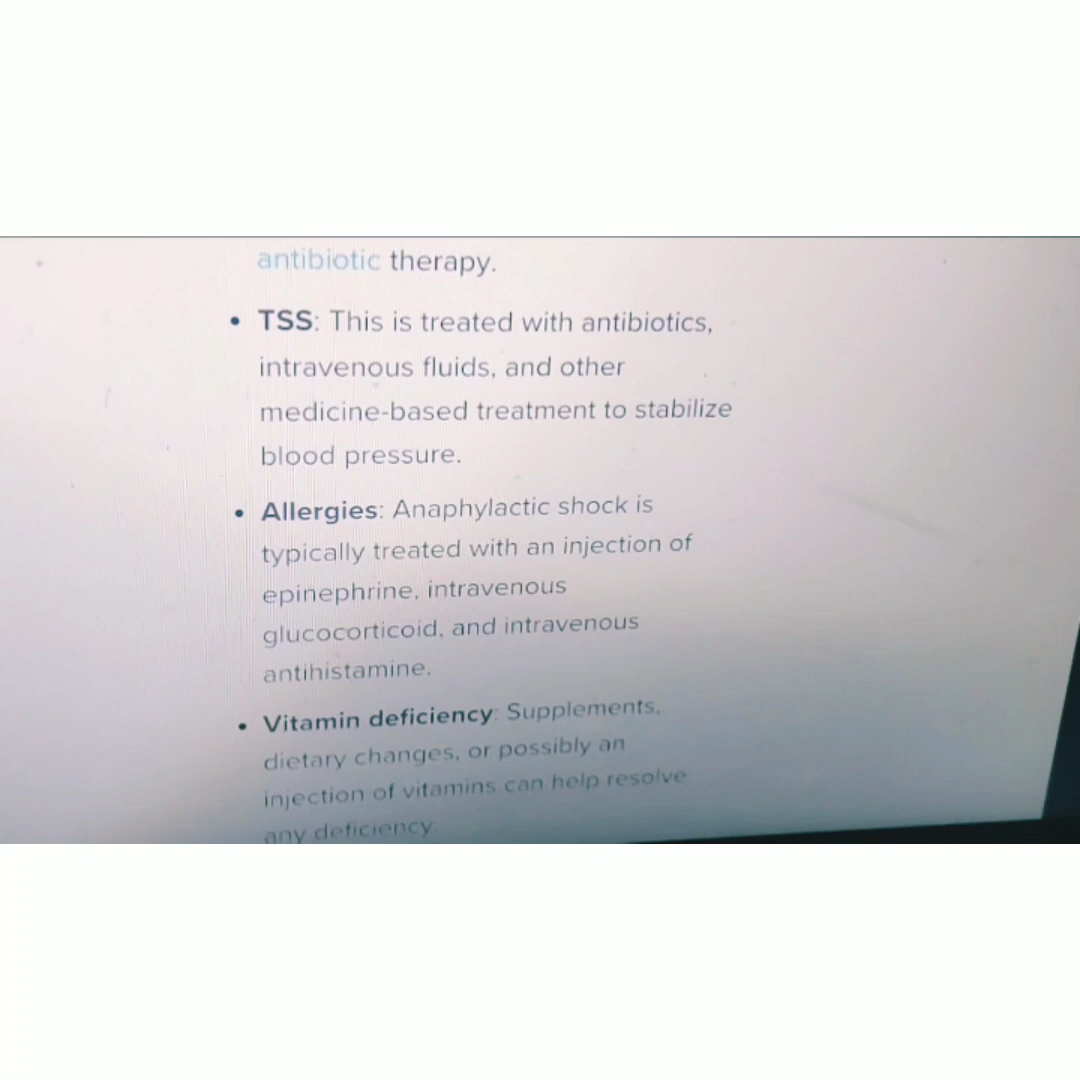 antibiotic therapy.
• TSS: This is treated with antibiotics,
intravenous fluids, and other
medicine-based treatment to stabilize
blood pressure.
• Allergies: Anaphylactic shock is
typically treated with an injection of
epinephrine, intravenous
glucocorticoid, and intravenous
antihistamine.
• Vitamin deficiency: Supplements,
dietary changes, or possibly an
injection of vitamins can help resolve
any deficiency